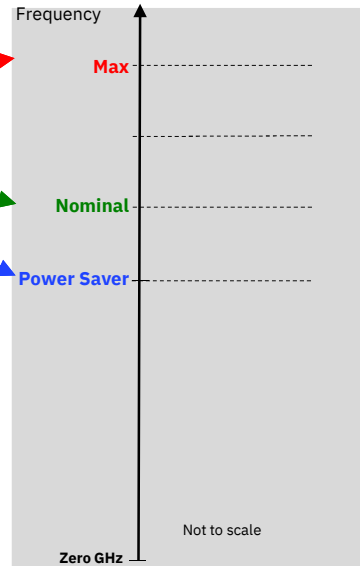 Frequency
Max
Nominal
Power Saver
Not to scale
Zero GHz